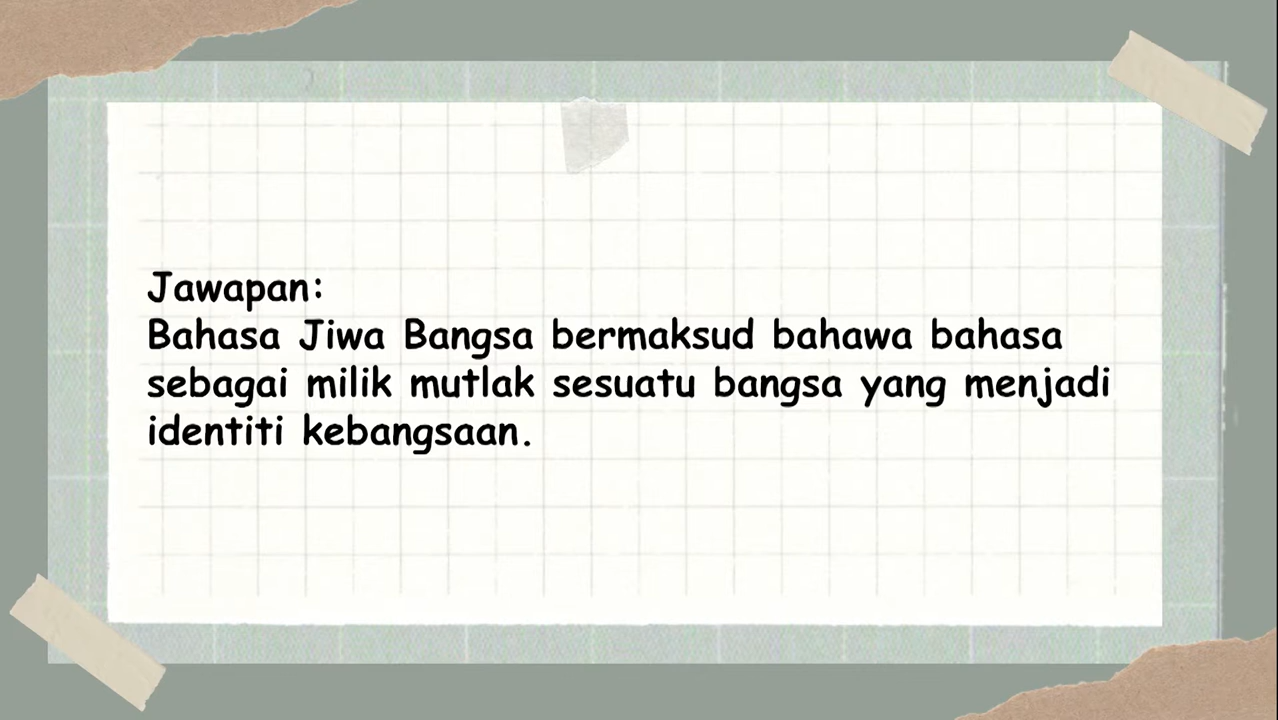 Jawapan:
Bahasa Jiwa Bangsa bermaksud bahawa bahasa
sebagai milik mutlak sesuatu bangsa yang menjadi
identiti kebangsaan.